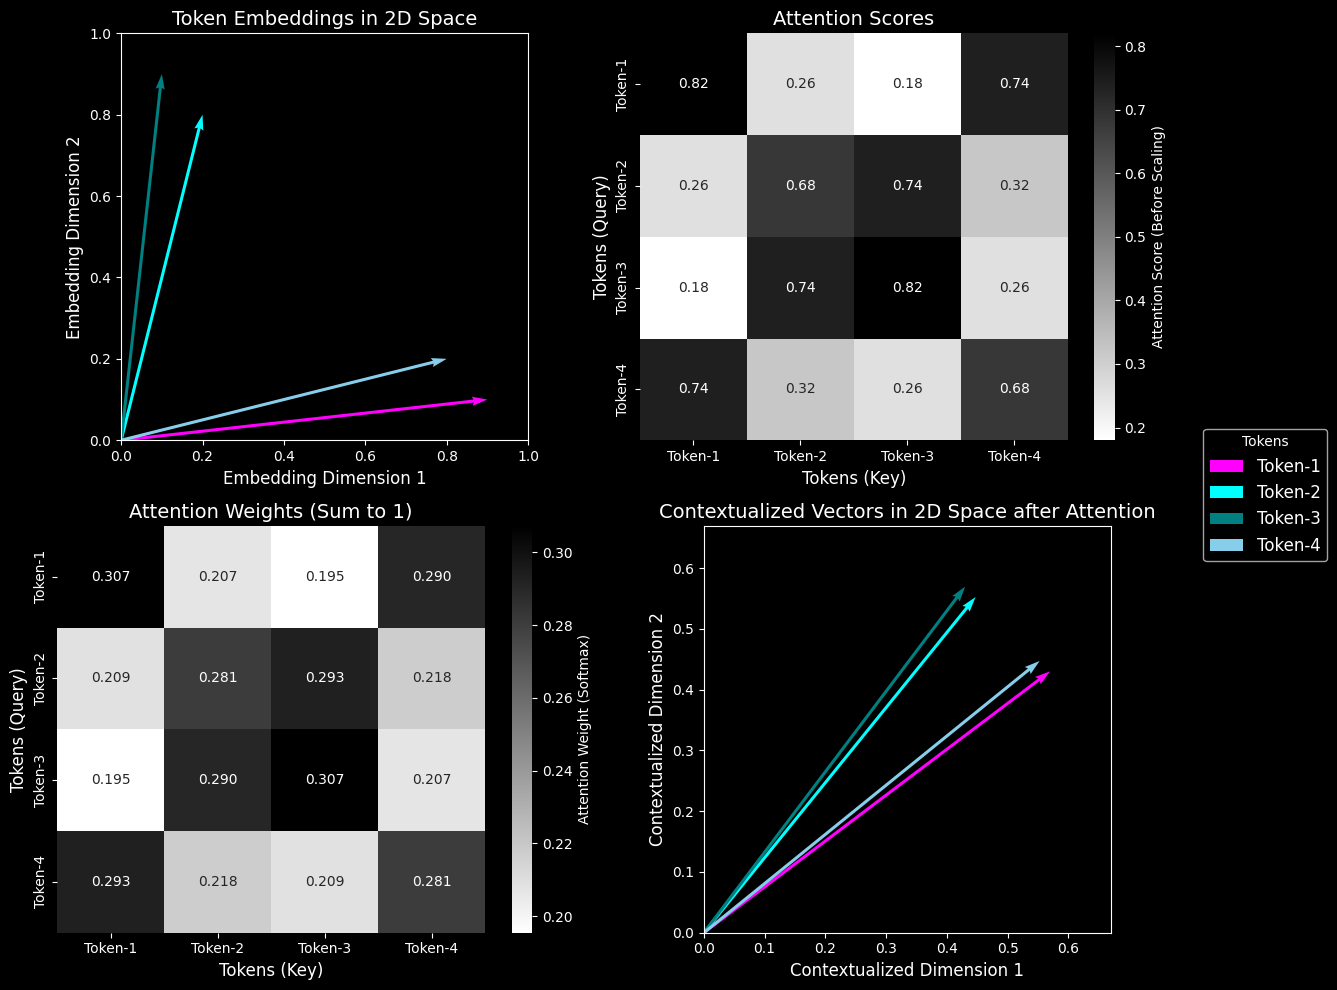 Token Embeddings in 2D Space
Embedding Dimension 2
1.0
0.8
0.6
0.4
0.2
0.0
0.0 0.2 0.4 0.6 0.8 1.0
Embedding Dimension 1
Attention Scores
Tokens (Query)
Token-1 0.82 0.26 0.18 0.74
Token-2 0.26 0.68 0.74 0.32
Token-3 0.18 0.74 0.82 0.26
Token-4 0.74 0.32 0.26 0.68
Token-1 Token-2 Token-3 Token-4
Tokens (Key)
0.8
0.7
0.6
0.5
0.4
0.3
0.2
Attention Score (Before Scaling)
Tokens
Token-1
Token-2
Token-3
Token-4
Attention Weights (Sum to 1)
Tokens (Query)
Token-1 0.307 0.207 0.195 0.290
Token-2 0.209 0.281 0.293 0.218
Token-3 0.195 0.290 0.307 0.207
Token-4 0.293 0.218 0.209 0.281
Token-1 Token-2 Token-3 Token-4
Tokens (Key)
0.30
0.28
0.26
0.24
0.22
0.20
Attention Weight (Softmax)
Contextualized Vectors in 2D Space after Attention
Contextualized Dimension 2
0.6
0.5
0.4
0.3
0.2
0.1
0.0
0.0 0.1 0.2 0.3 0.4 0.5 0.6
Contextualized Dimension 1